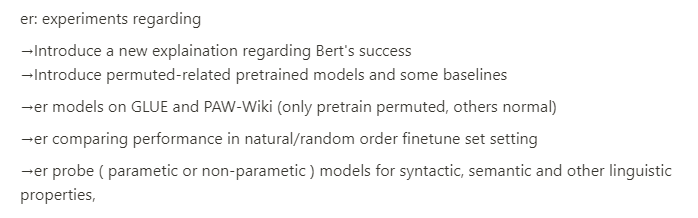 er: experiments regarding
→Introduce a new explaination regarding Bert's success
→Introduce permuted-related pretrained models and some baselines
→er models on GLUE and PAW-Wiki (only pretrain permuted, others normal)
→er comparing performance in natural/random order finetune set setting
→er probe ( parametic or non-parametic ) models for syntactic, semantic and other linguistic
properties,